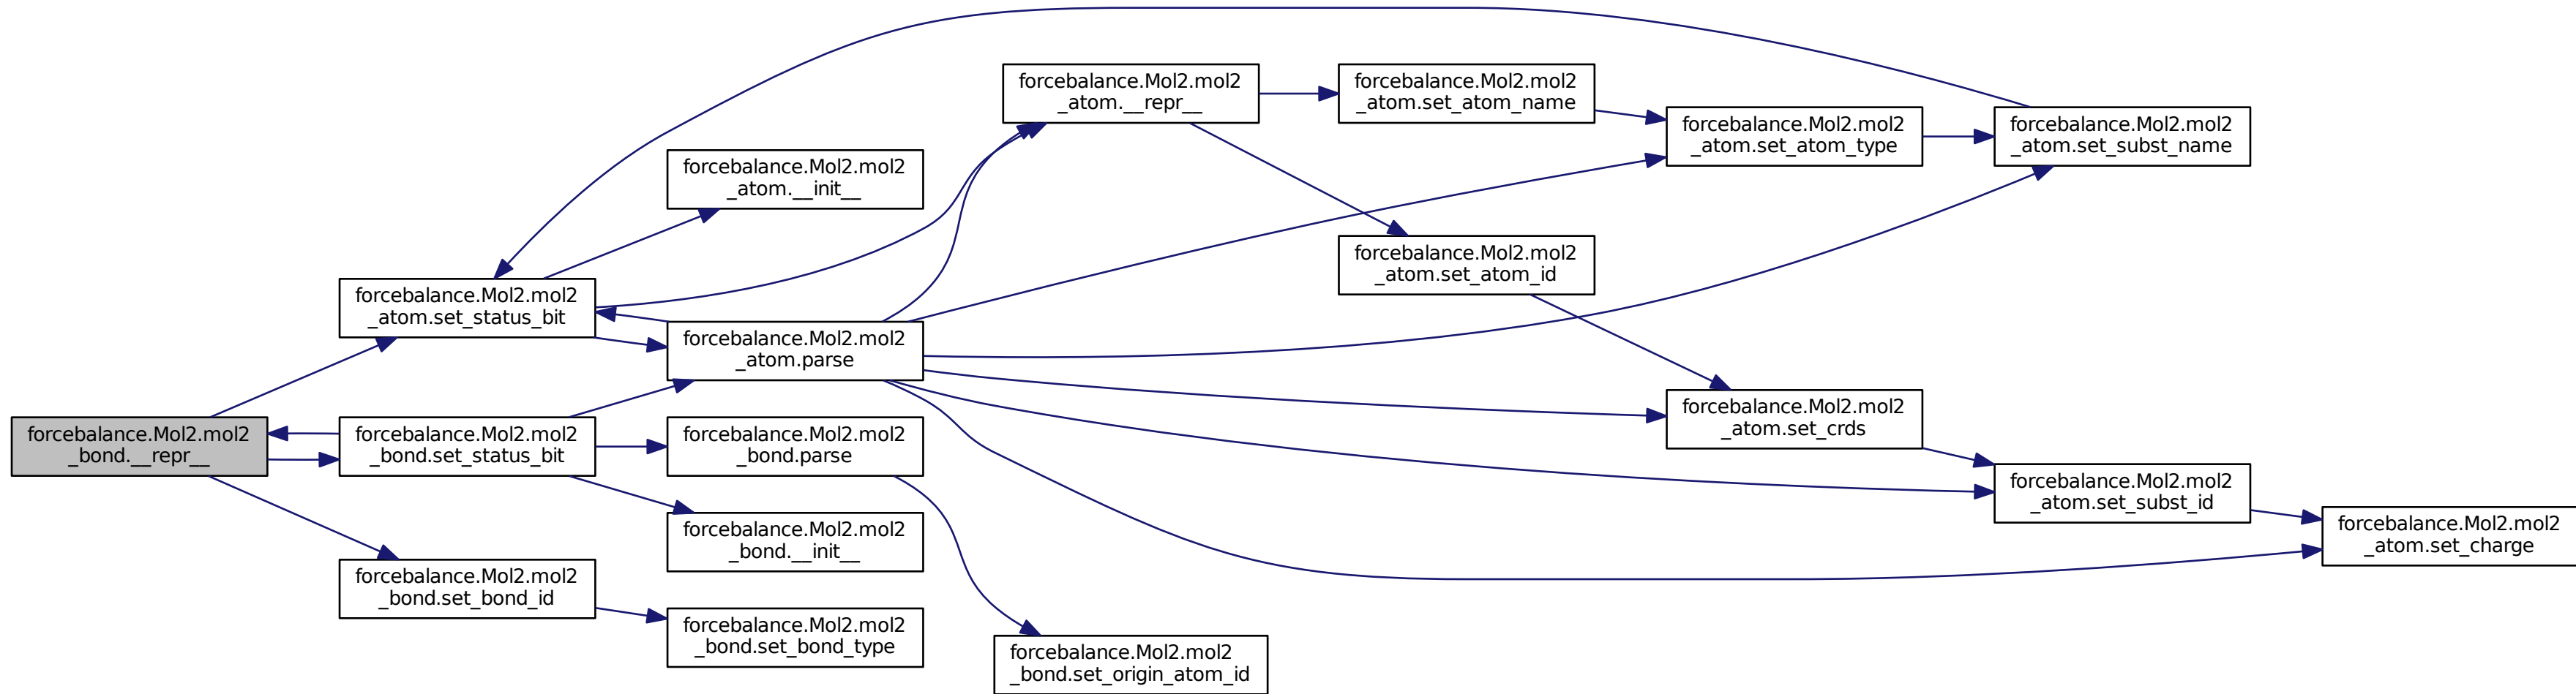 forcebalance.Mol2.mol2
_bond.__repr__
forcebalance.Mol2.mol2
_atom.set_status_bit
forcebalance.Mol2.mol2
_bond.set_status_bit
forcebalance.Mol2.mol2
_bond.set_bond_id
forcebalance.Mol2.mol2
_atom.__init__
forcebalance.Mol2.mol2
_atom.parse
forcebalance.Mol2.mol2
_bond.parse
forcebalance.Mol2.mol2
_bond.__init__
forcebalance.Mol2.mol2
_bond.set_bond_type
forcebalance.Mol2.mol2
_atom.__repr__
forcebalance.Mol2.mol2
_bond.set_origin_atom_id
forcebalance.Mol2.mol2
_atom.set_atom_name
forcebalance.Mol2.mol2
_atom.set_atom_id
forcebalance.Mol2.mol2
_atom.set_atom_type
forcebalance.Mol2.mol2
_atom.set_crds
forcebalance.Mol2.mol2
_atom.set_subst_name
forcebalance.Mol2.mol2
_atom.set_subst_id
forcebalance.Mol2.mol2
_atom.set_charge